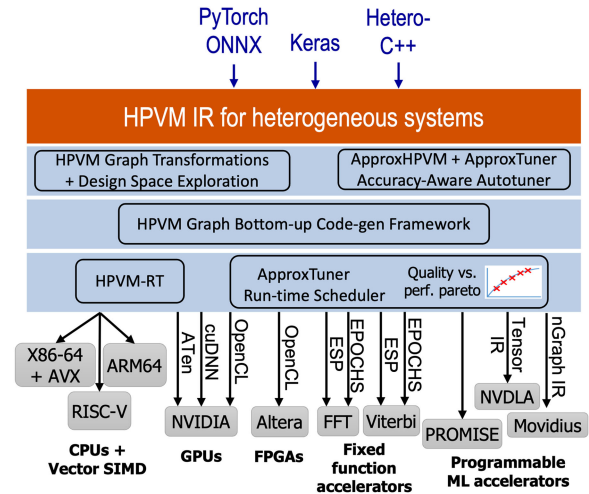 PyTorch
ONNX
Keras
Hetero-
C++
HPVM IR for heterogeneous systems
HPVM Graph Transformations
+ Design Space Exploration
ApproxHPVM + ApproxTuner
Accuracy-Aware Autotuner
HPVM Graph Bottom-up Code-gen Framework
HPVM-RT
ApproxTuner
Run-time Scheduler
Quality vs.
perf. pareto
ATen
cuDNN
OpenCL
OpenCL
ESP
EPOCHS
ESP
EPOCHS
Tensor
IR
nGraph IR
X86-64
+ AVX
ARM64
RISC-V
NVIDIA
Altera
FFT
Viterbi
PROMISE
NVDLA
Movidius
CPUs +
Vector SIMD
GPUs
FPGAs
Fixed
function
accelerators
Programmable
ML accelerators